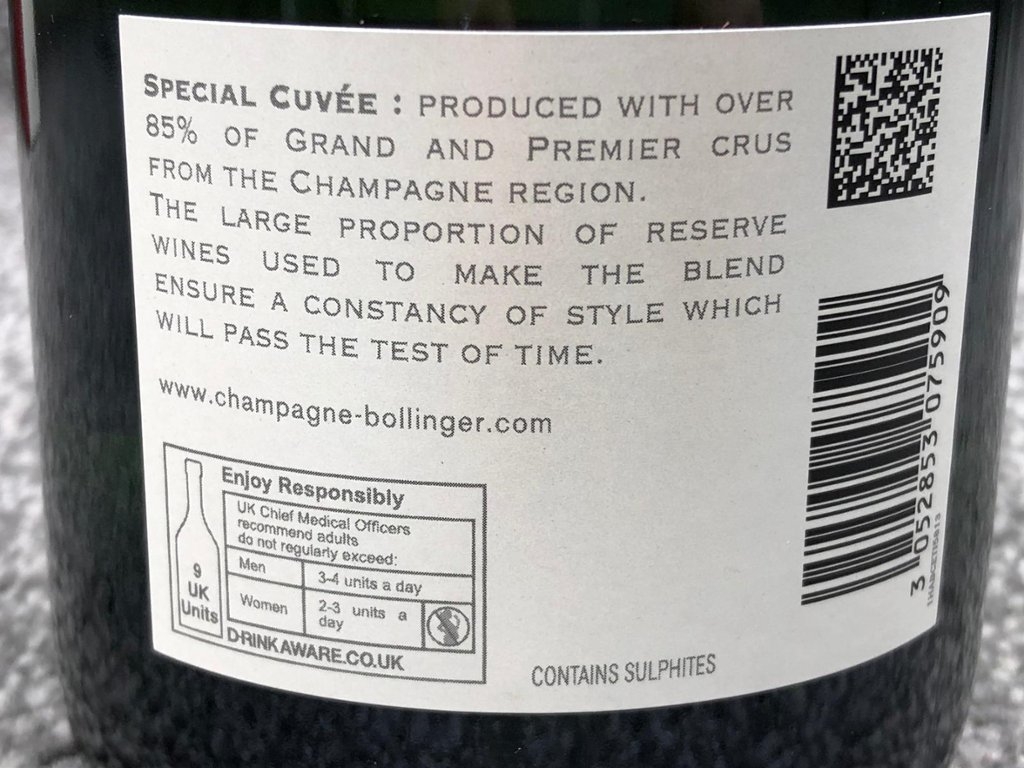 SPECIAL CUVÉE : PRODUCED WITH OVER
85% OF GRAND AND PREMIER CRUS
FROM THE CHAMPAGNE REGION.
THE LARGE PROPORTION OF RESERVE
WINES USED TO MAKE THE BLEND
ENSURE A CONSTANCY OF STYLE WHICH
WILL PASS THE TEST OF TIME.
www.champagne-bollinger.com
Enjoy Responsibly
UK Chief Medical Officers
recommend adults
do not regularly exceed:
Men 3-4 units a day
Women 2-3 units a
day
9
UK
Units
DRINKAWARE.CO.UK
CONTAINS SULPHITES
3 052853 075909